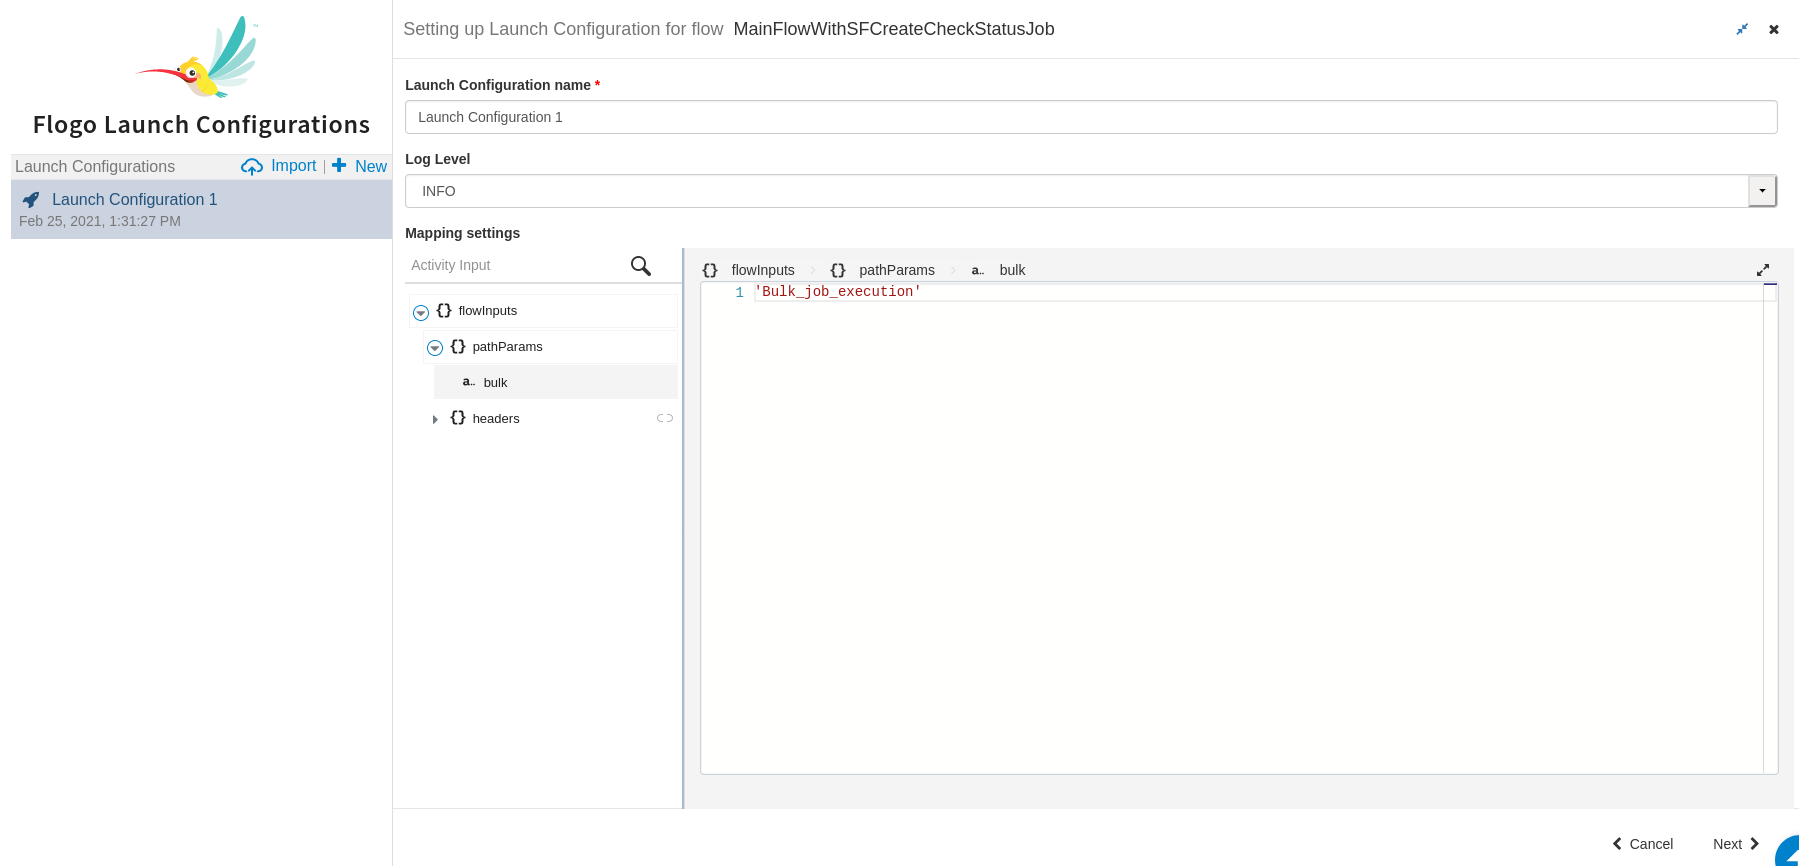 Setting up Launch Configuration for flow MainFlowWithSFCreateCheckStatusJob
TM
Flogo Launch Configurations
Launch Configurations Import | New
Launch Configuration 1
Feb 25, 2021, 1:31:27 PM
Launch Configuration name *
Launch Configuration 1
Log Level
INFO
Mapping settings
Activity Input
{} flowInputs
{} pathParams
a.. bulk
{} headers
{} flowInputs {} pathParams a.. bulk
1 'Bulk_job_execution'
Cancel Next